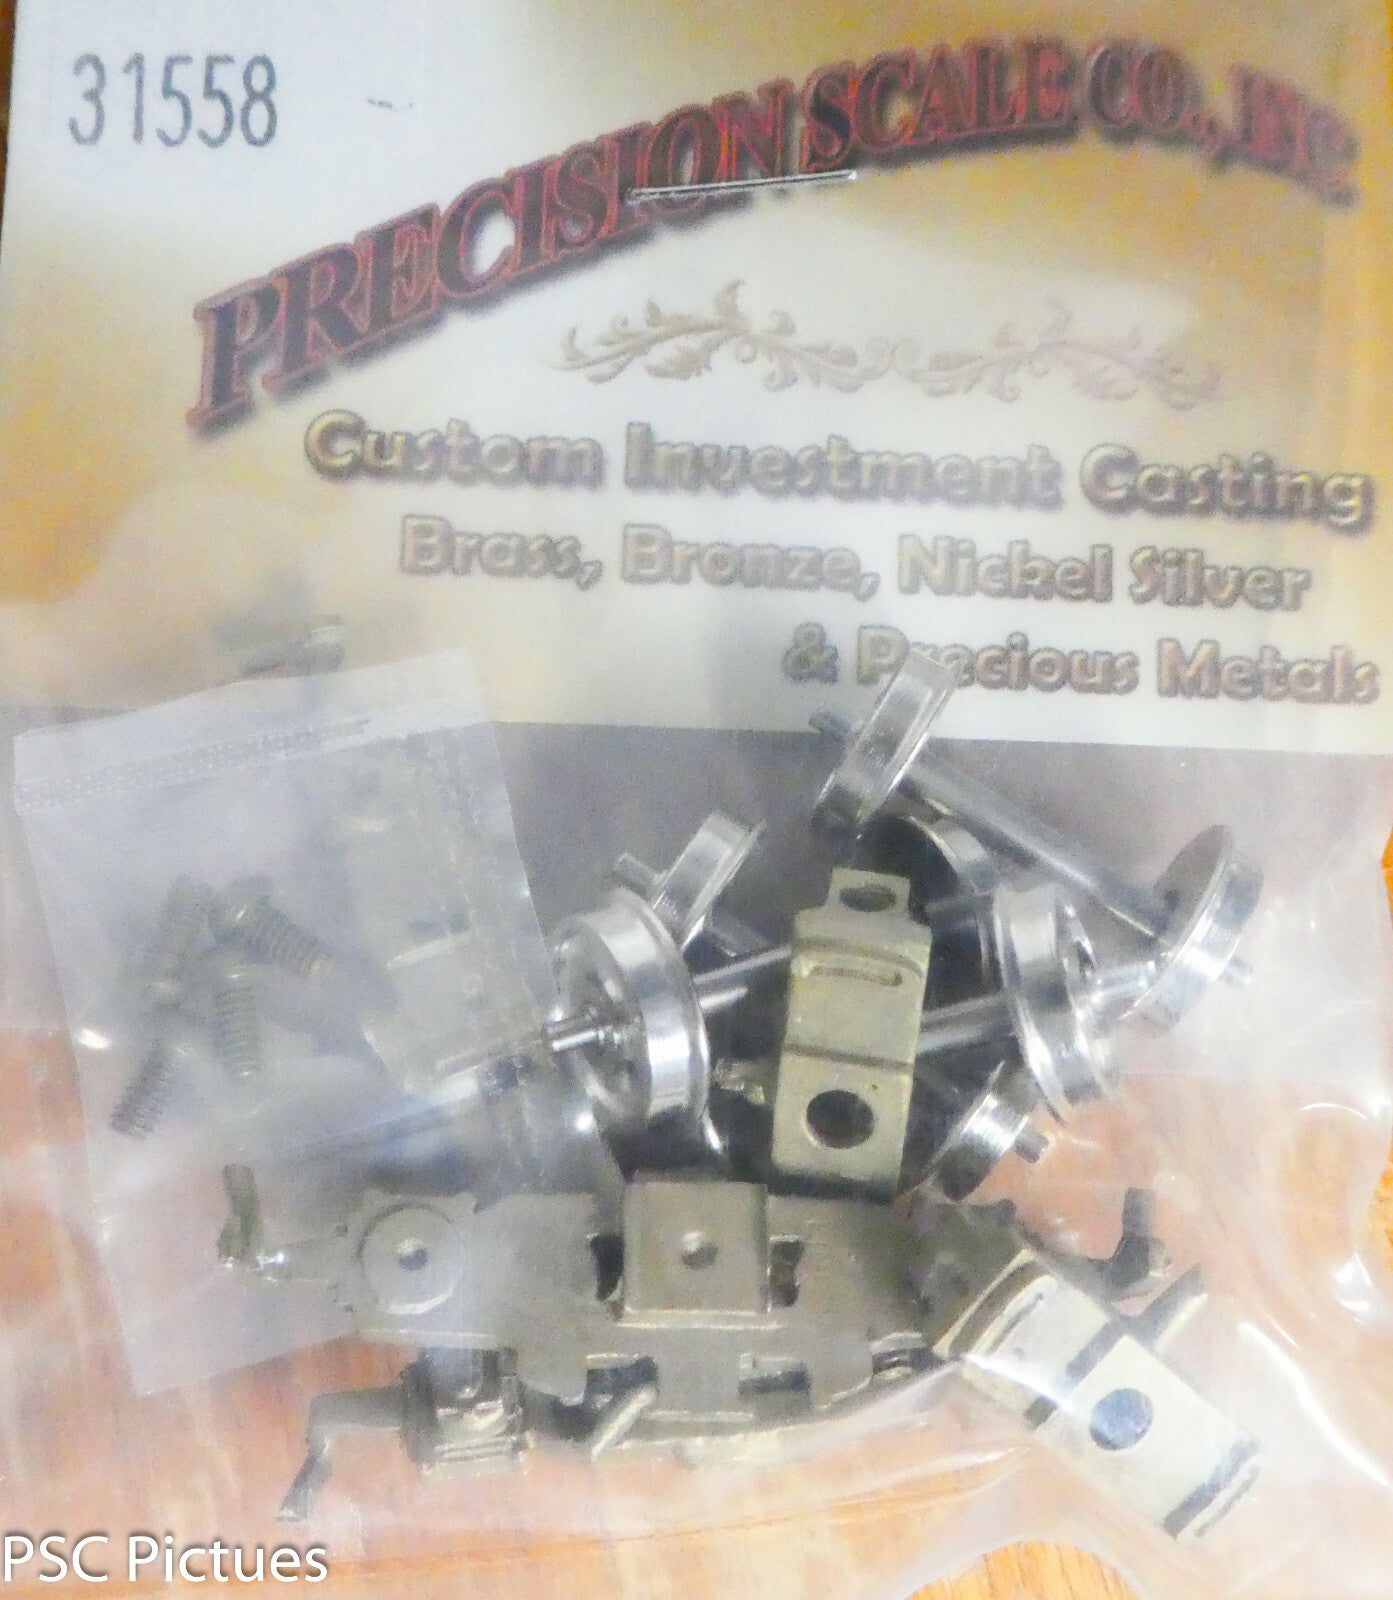 31558
PRECISION SCALE CO., INC.
Custom Investment Casting
Brass, Bronze, Nickel Silver
& Precious Metals
PSC Pictues